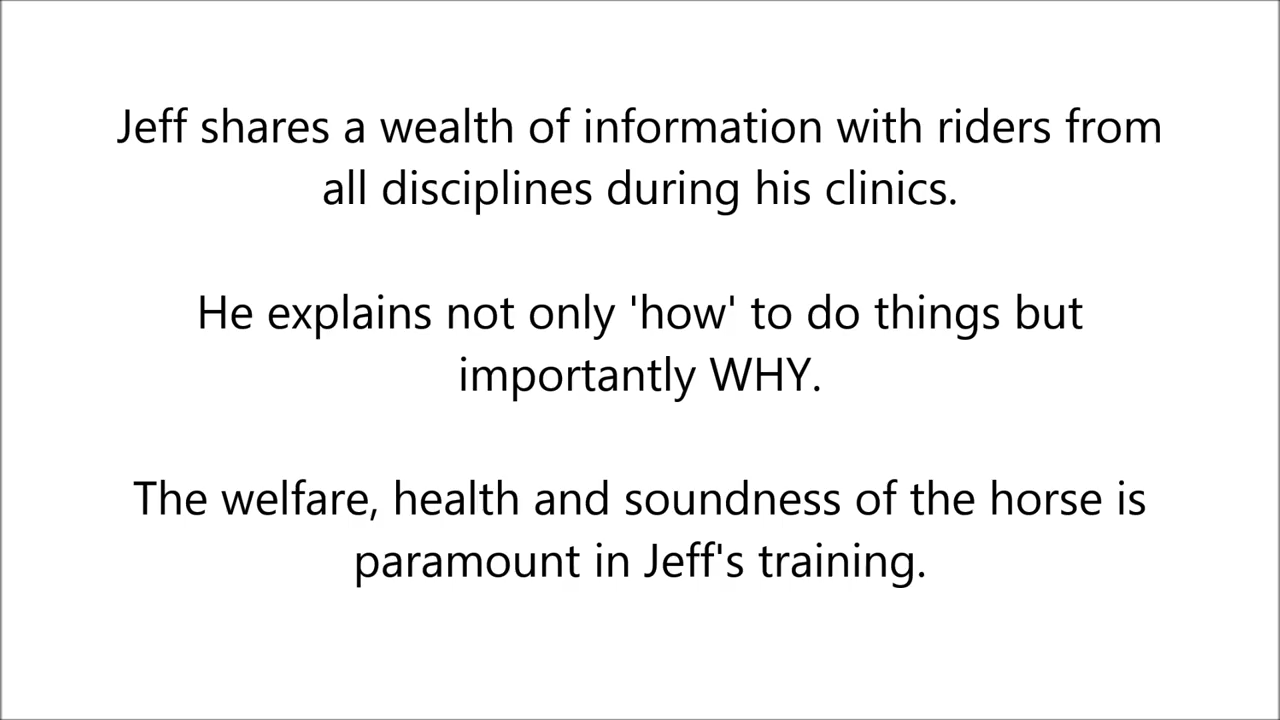 Jeff shares a wealth of information with riders from
all disciplines during his clinics.
He explains not only 'how' to do things but
importantly WHY.
The welfare, health and soundness of the horse is
paramount in Jeff's training.